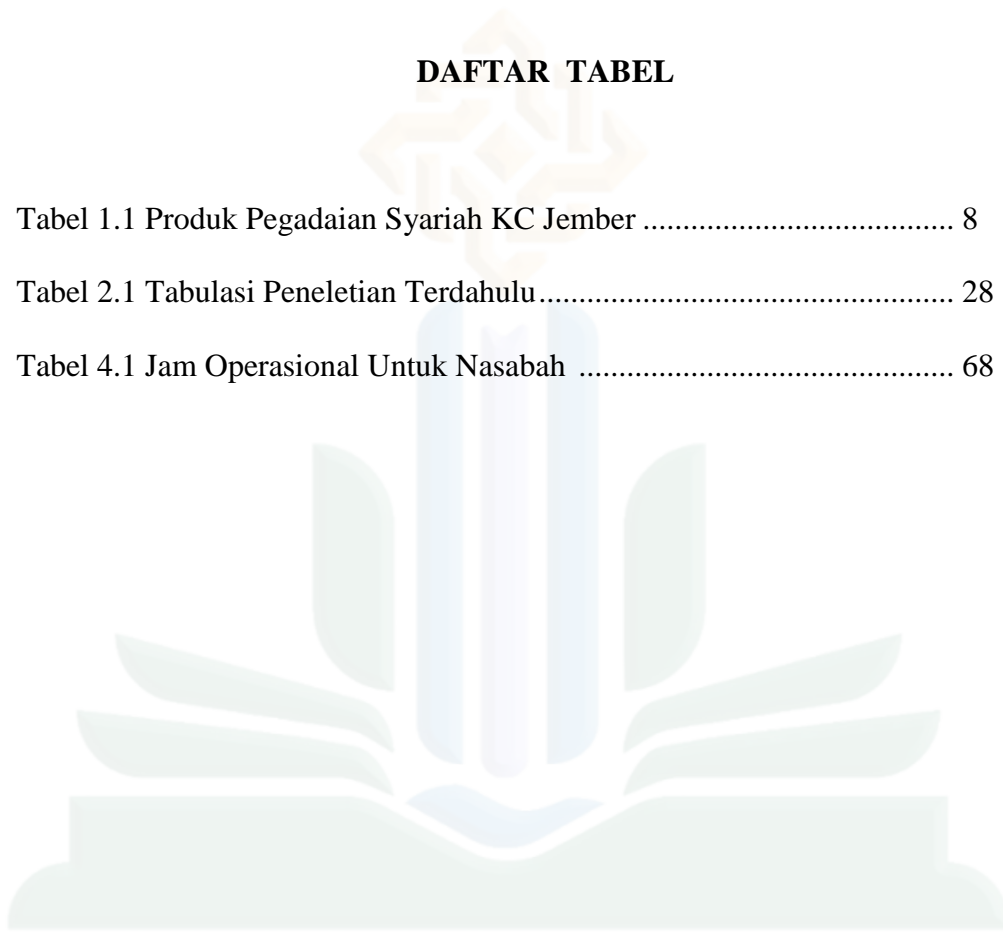 DAFTAR TABEL
Tabel 1.1 Produk Pegadaian Syariah KC Jember ...................................... 8
Tabel 2.1 Tabulasi Peneletian Terdahulu................................................... 28
Tabel 4.1 Jam Operasional Untuk Nasabah .............................................. 68